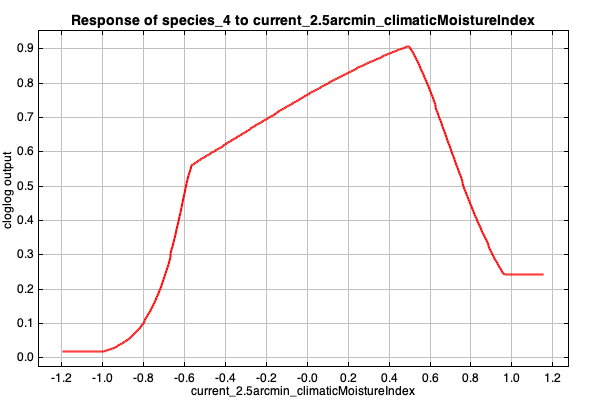 Response of species_4 to current_2.5arcmin_climaticMoistureIndex
cloglog output
0.9
0.8
0.7
0.6
0.5
0.4
0.3
0.2
0.1
0.0
-1.2 -1.0 -0.8 -0.6 -0.4 -0.2 -0.0 0.2 0.4 0.6 0.8 1.0 1.2
current_2.5arcmin_climaticMoistureIndex